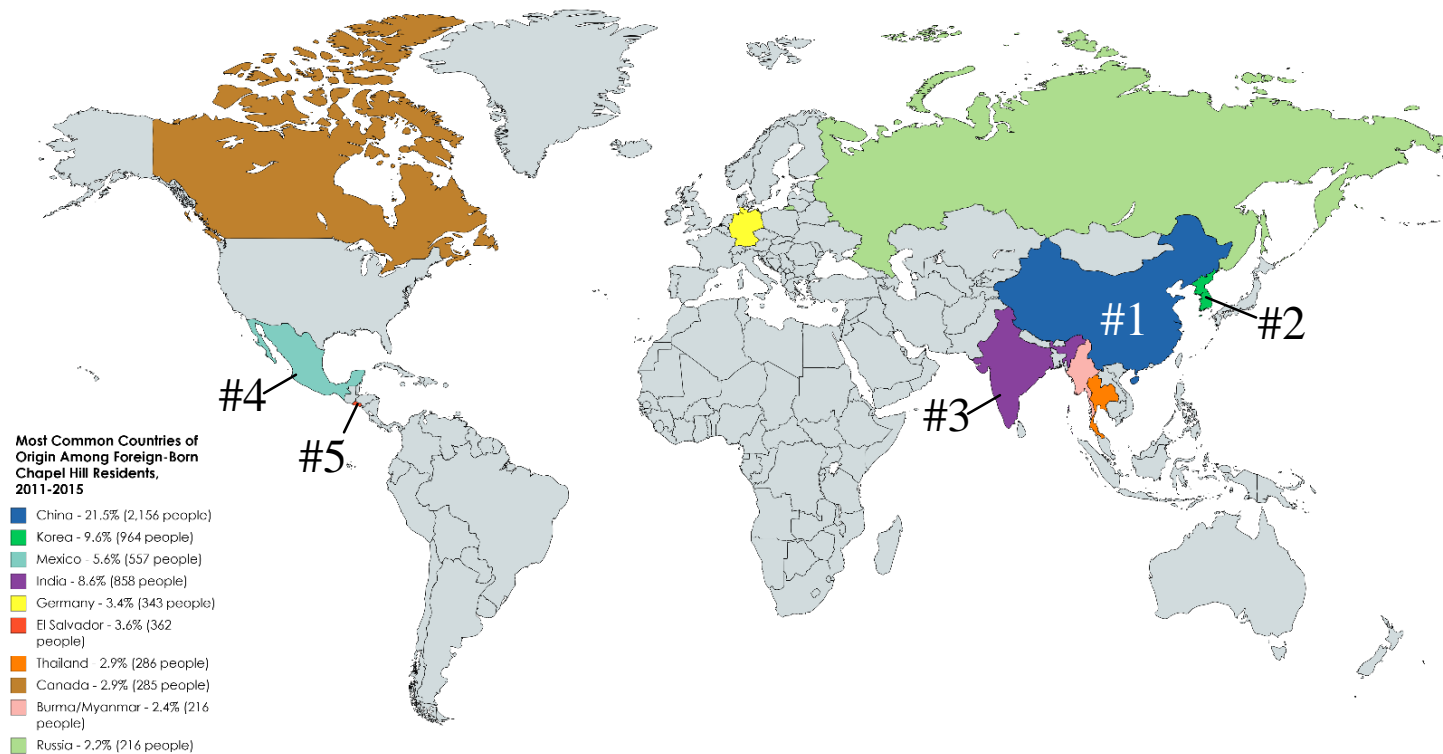 #1
#2
#3
#4
#5
Most Common Countries of
Origin Among Foreign-Born
Chapel Hill Residents,
2011-2015
China - 21.5% (2,156 people)
Korea - 9.6% (964 people)
Mexico - 5.6% (557 people)
India - 8.6% (858 people)
Germany - 3.4% (343 people)
El Salvador - 3.6% (362
people)
Thailand - 2.9% (286 people)
Canada - 2.9% (285 people)
Burma/Myanmar - 2.4% (216
people)
Russia - 2.2% (216 people)